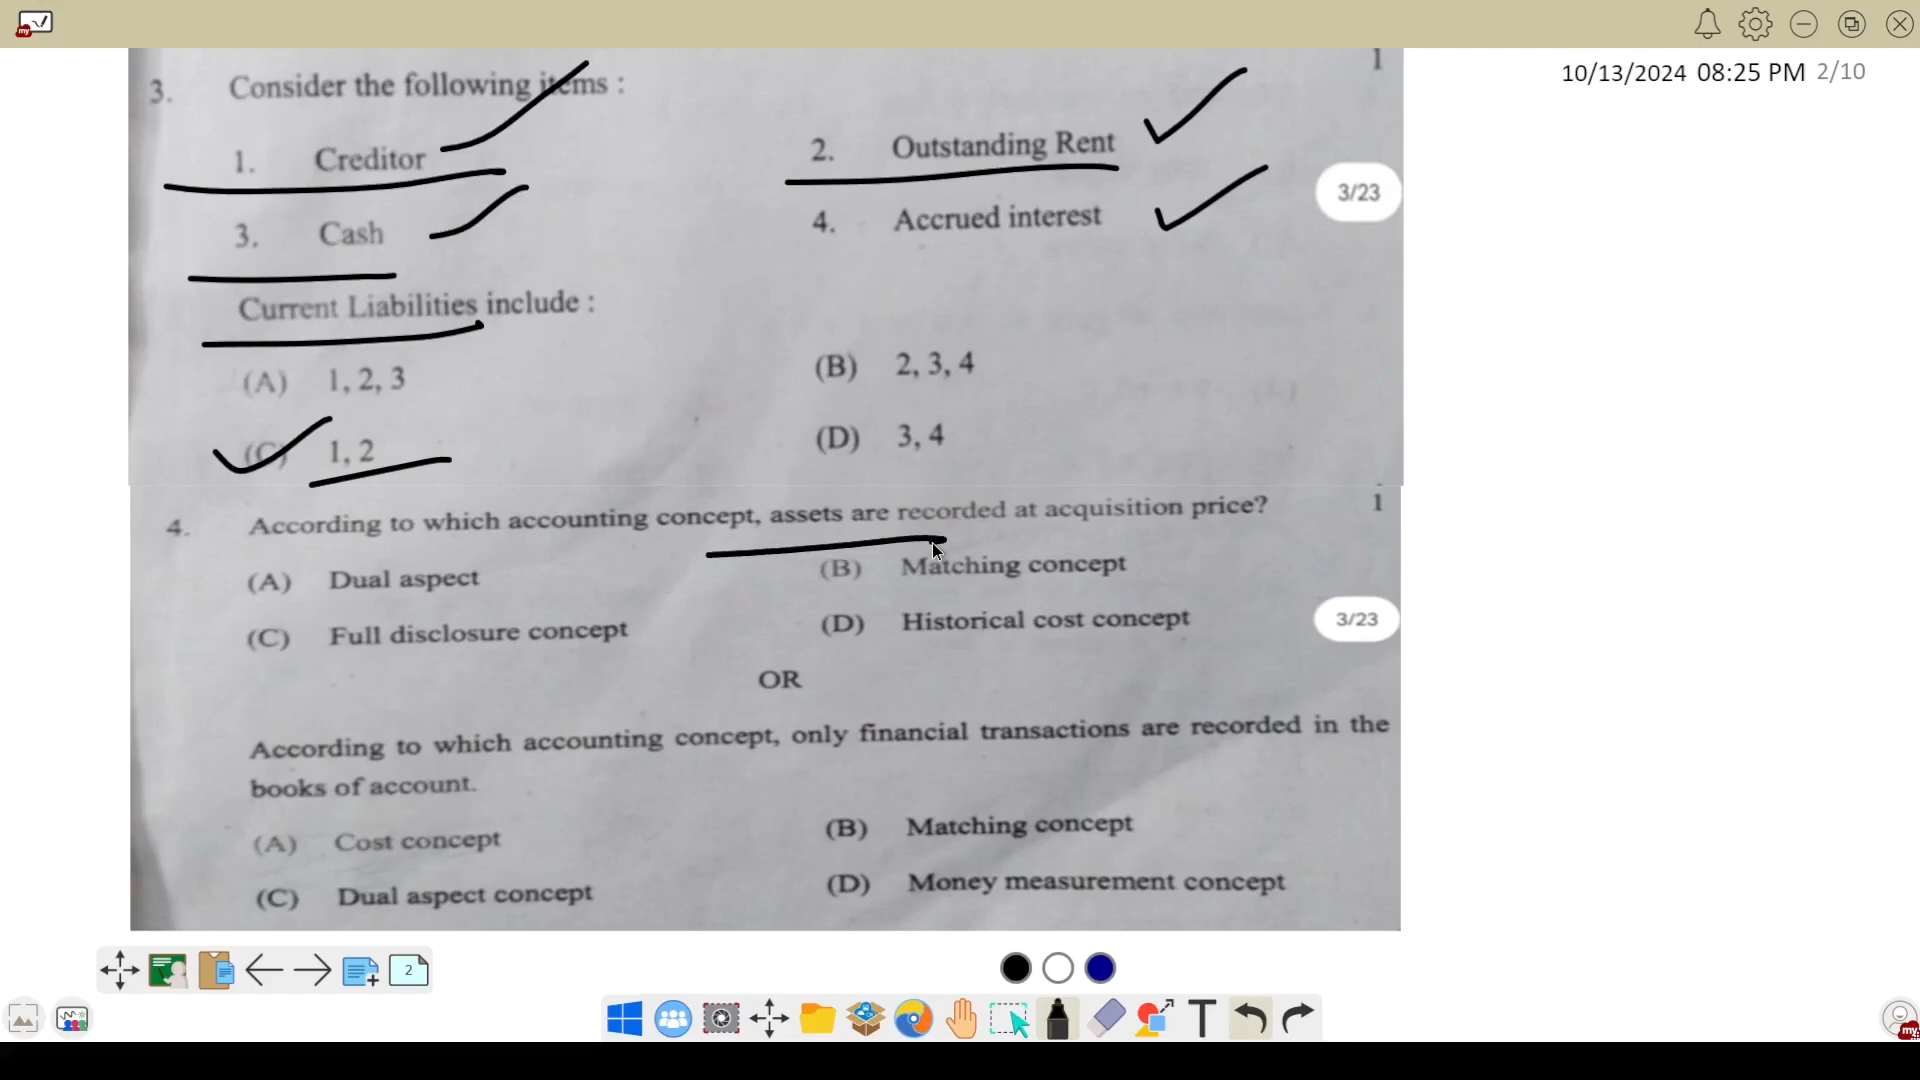 10/13/2024 08:25 PM 2/10
1
3. Consider the following items :
1. Creditor 2. Outstanding Rent
3/23
3. Cash 4. Accrued interest
Current Liabilities include :
(A) 1, 2, 3 (B) 2, 3, 4
(C) 1, 2 (D) 3, 4
4. According to which accounting concept, assets are recorded at acquisition price? 1
(A) Dual aspect (B) Matching concept
(C) Full disclosure concept (D) Historical cost concept
3/23
OR
According to which accounting concept, only financial transactions are recorded in the
books of account.
(A) Cost concept (B) Matching concept
(C) Dual aspect concept (D) Money measurement concept
2
T
my
my